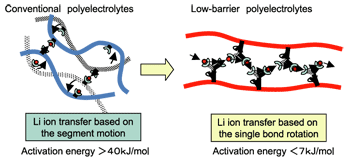 Conventional polyelectrolytes
Low-barrier polyelectrolytes
Li ion transfer based on
the segment motion
Li ion transfer based on
the single bond rotation
Activation energy >40kJ/mol
Activation energy <7kJ/mol